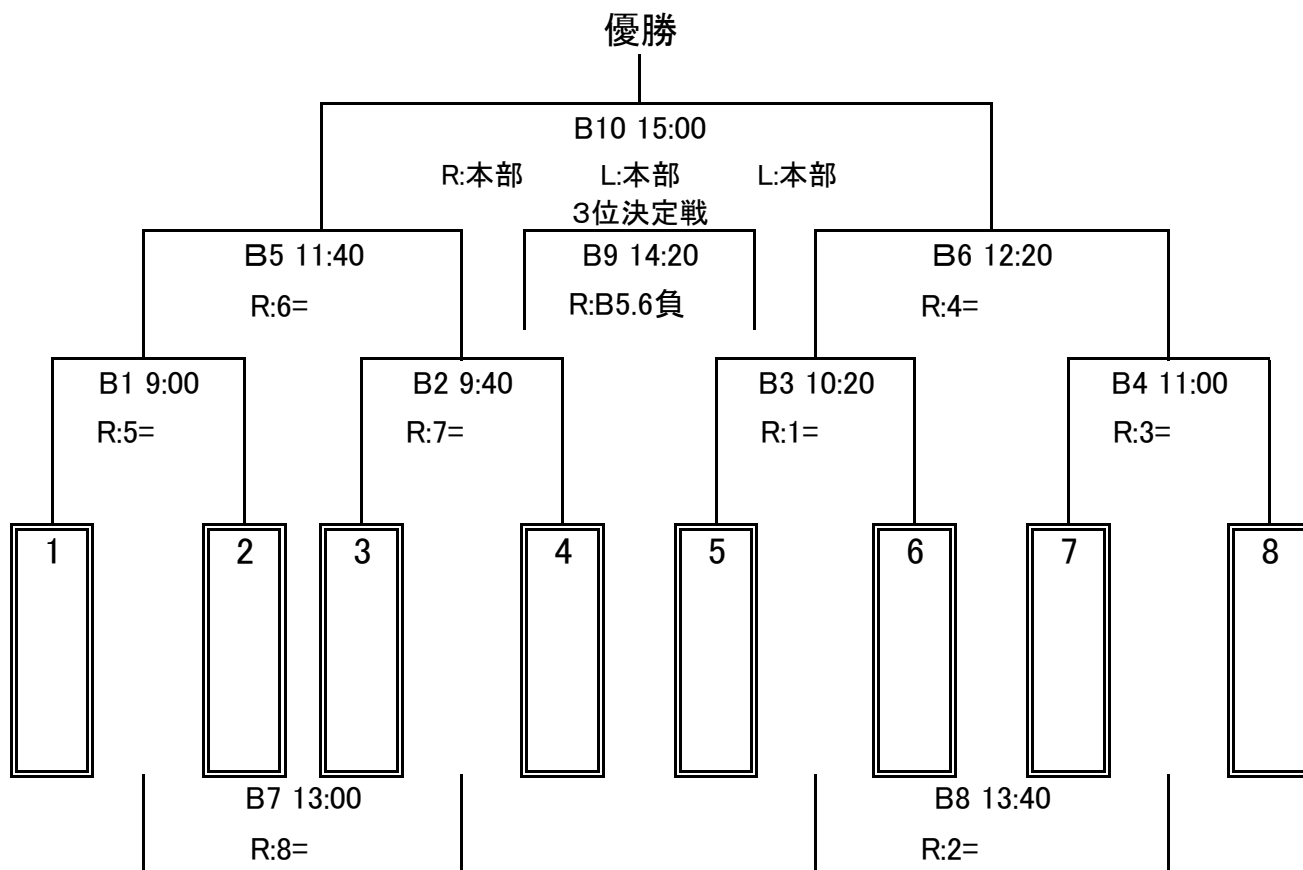 優勝
B10 15:00
R:本部 L:本部 L:本部
3位決定戦
B5 11:40 B9 14:20 B6 12:20
R:6= R:B5.6負 R:4=
B1 9:00 B2 9:40 B3 10:20 B4 11:00
R:5= R:7= R:1= R:3=
1 2 3 4 5 6 7 8
B7 13:00 B8 13:40
R:8= R:2=